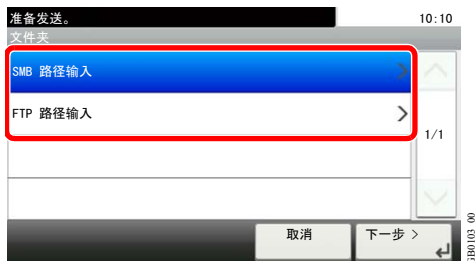 准备发送。 10:10
文件夹
SMB 路径输入
FTP 路径输入
1/1
取消 下一步 >
GB0103_00